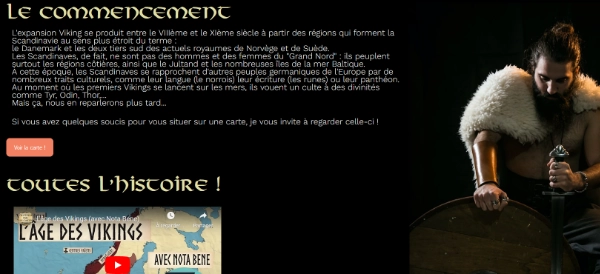 Le commencement
L'expansion Viking se produit entre le VIIIème et le XIème siècle à partir des régions qui forment la
Scandinavie au sens plus étroit du terme :
le Danemark et les deux tiers sud des actuels royaumes de Norvège et de Suède.
Les Scandinaves, de fait, ne sont pas des hommes et des femmes du "Grand Nord" : ils peuplent
surtout les régions côtières, ainsi que le Jultand et les nombreuses îles de la mer Baltique.
A cette époque, les Scandinaves se rapprochent d'autres peuples germaniques de l'Europe par de
nombreux traits culturels, comme leur langue (le norrois) leur écriture (les runes) ou leur panthéon.
Au moment où les premiers Vikings se lancent sur les mers, ils vouent un culte à des divinités
comme Tyr, Odin, Thor,...
Mais ça, nous en reparlerons plus tard...
Si vous avez quelques soucis pour vous situer sur une carte, je vous invite à regarder celle-ci !
Voir la carte !
Toutes l'histoire !
L'âge des Vikings (avec Nota Bene)
L'ÂGE DES VIKINGS
AVEC NOTA BENE